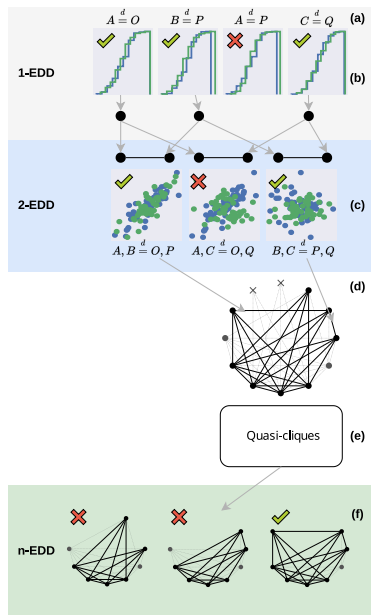 (a)
A =ᵈ O
B =ᵈ P
A =ᵈ P
C =ᵈ Q
1-EDD
(b)
2-EDD
(c)
A, B =ᵈ O, P
A, C =ᵈ O, Q
B, C =ᵈ P, Q
(d)
Quasi-cliques
(e)
(f)
n-EDD